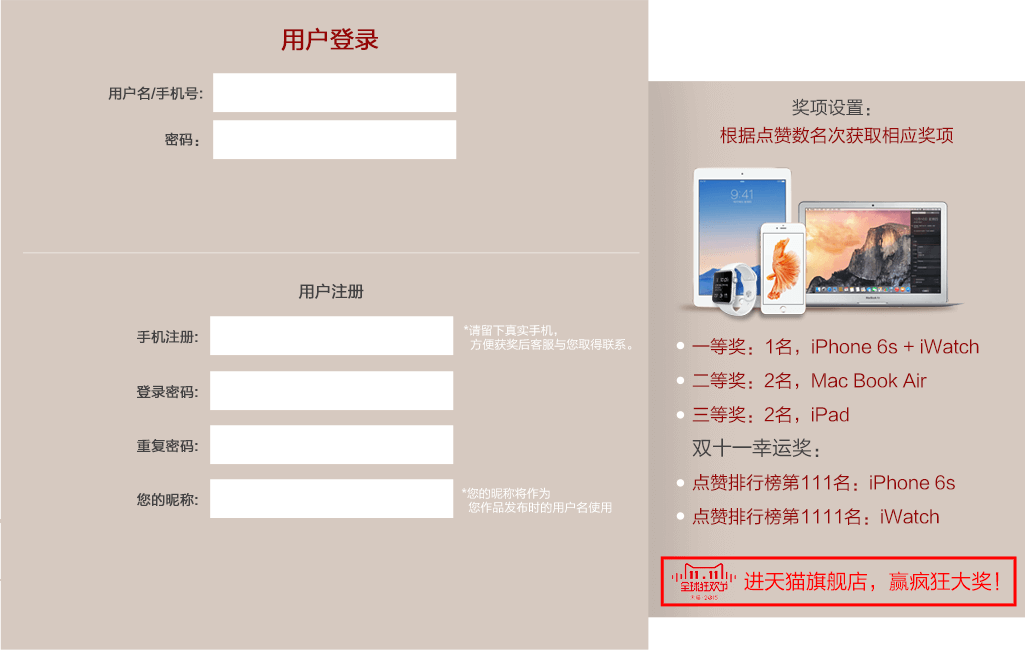 用户登录
用户名/手机号:
密码：
用户注册
手机注册:
*请留下真实手机，
方便获奖后客服与您取得联系。
登录密码:
重复密码:
您的昵称:
*您的昵称将作为
您作品发布时的用户名使用
奖项设置：
根据点赞数名次获取相应奖项
9:41
一等奖：1名，iPhone 6s + iWatch
二等奖：2名，Mac Book Air
三等奖：2名，iPad
双十一幸运奖：
点赞排行榜第111名：iPhone 6s
点赞排行榜第1111名：iWatch
11.11
全球狂欢节
进天猫旗舰店，赢疯狂大奖！